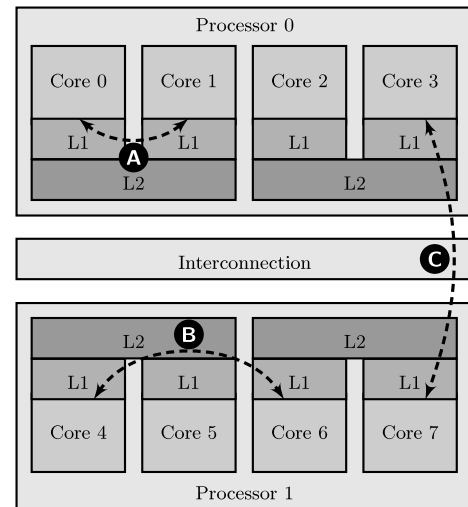 Processor 0
Core 0 Core 1 Core 2 Core 3
L1 L1 L1 L1
A
L2 L2
C
Interconnection
B
L2 L2
L1 L1 L1 L1
Core 4 Core 5 Core 6 Core 7
Processor 1